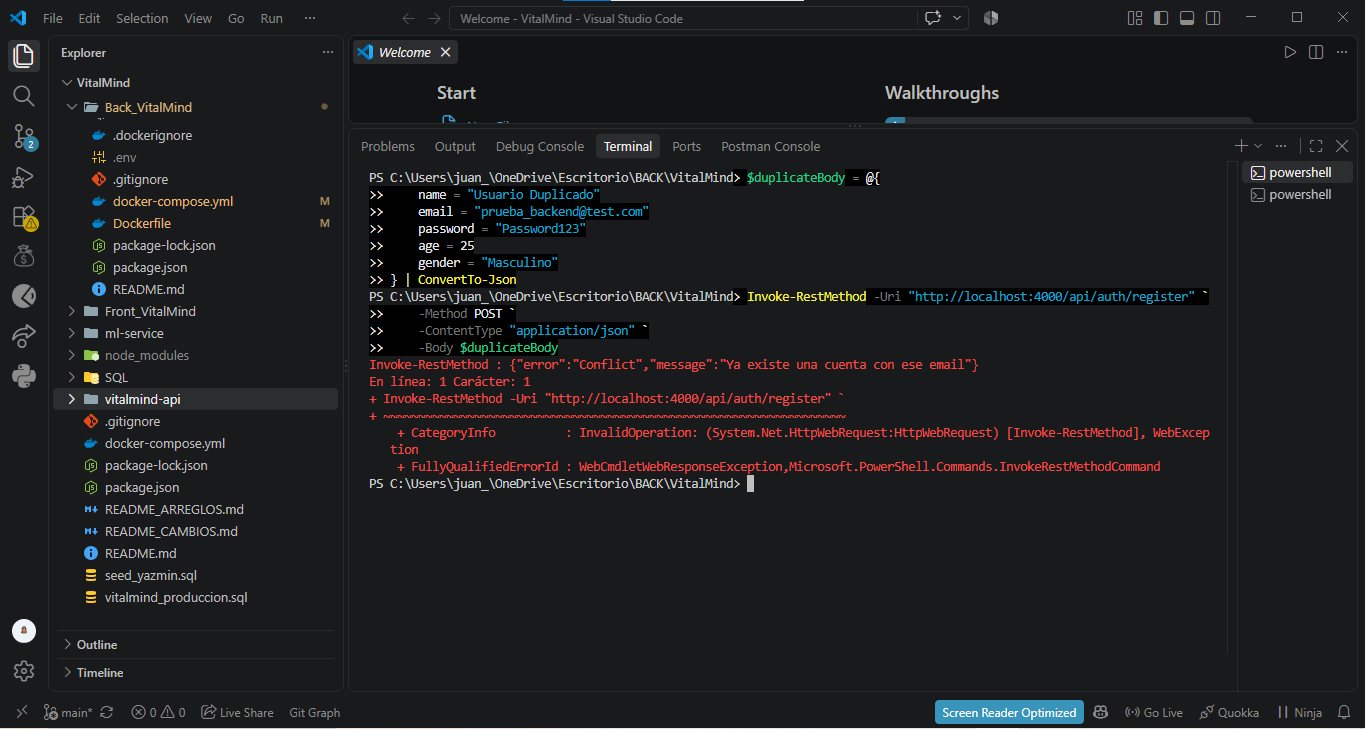 File Edit Selection View Go Run ···
Welcome - VitalMind - Visual Studio Code
Explorer ···
VitalMind
Back_VitalMind
.dockerignore
.env
.gitignore
docker-compose.yml M
Dockerfile M
package-lock.json
package.json
README.md
Front_VitalMind
ml-service
node_modules
SQL
vitalmind-api
.gitignore
docker-compose.yml
package-lock.json
package.json
README_ARREGLOS.md
README_CAMBIOS.md
README.md
seed_yazmin.sql
vitalmind_produccion.sql
Outline
Timeline
2
Welcome
Start
Walkthroughs
Problems Output Debug Console Terminal Ports Postman Console
powershell
powershell
PS C:\Users\juan_\OneDrive\Escritorio\BACK\VitalMind> $duplicateBody = @{
>> name = "Usuario Duplicado"
>> email = "prueba_backend@test.com"
>> password = "Password123"
>> age = 25
>> gender = "Masculino"
>> } | ConvertTo-Json
PS C:\Users\juan_\OneDrive\Escritorio\BACK\VitalMind> Invoke-RestMethod -Uri "http://localhost:4000/api/auth/register" `
>> -Method POST `
>> -ContentType "application/json" `
>> -Body $duplicateBody
Invoke-RestMethod : {"error":"Conflict","message":"Ya existe una cuenta con ese email"}
En línea: 1 Carácter: 1
+ Invoke-RestMethod -Uri "http://localhost:4000/api/auth/register" `
+ ~~~~~~~~~~~~~~~~~~~~~~~~~~~~~~~~~~~~~~~~~~~~~~~~~~~~~~~~~~~~~~~~~~
+ CategoryInfo : InvalidOperation: (System.Net.HttpWebRequest:HttpWebRequest) [Invoke-RestMethod], WebExcep
tion
+ FullyQualifiedErrorId : WebCmdletWebResponseException,Microsoft.PowerShell.Commands.InvokeRestMethodCommand
PS C:\Users\juan_\OneDrive\Escritorio\BACK\VitalMind>
main* 0 0 Live Share Git Graph Screen Reader Optimized Go Live Quokka Ninja